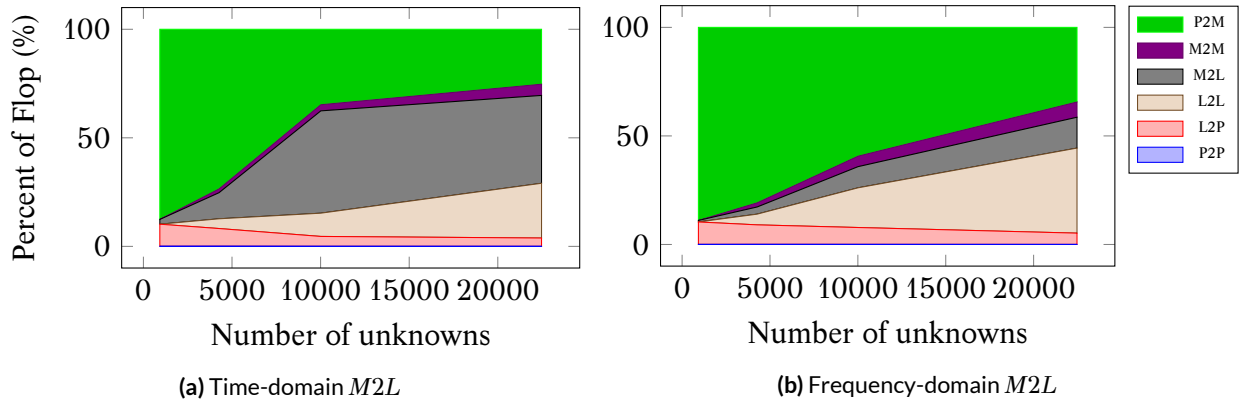 Percent of Flop (%)
100
50
0
0 5000 10000 15000 20000
Number of unknowns
(a) Time-domain M2L
100
50
0
0 5000 10000 15000 20000
Number of unknowns
(b) Frequency-domain M2L
P2M
M2M
M2L
L2L
L2P
P2P